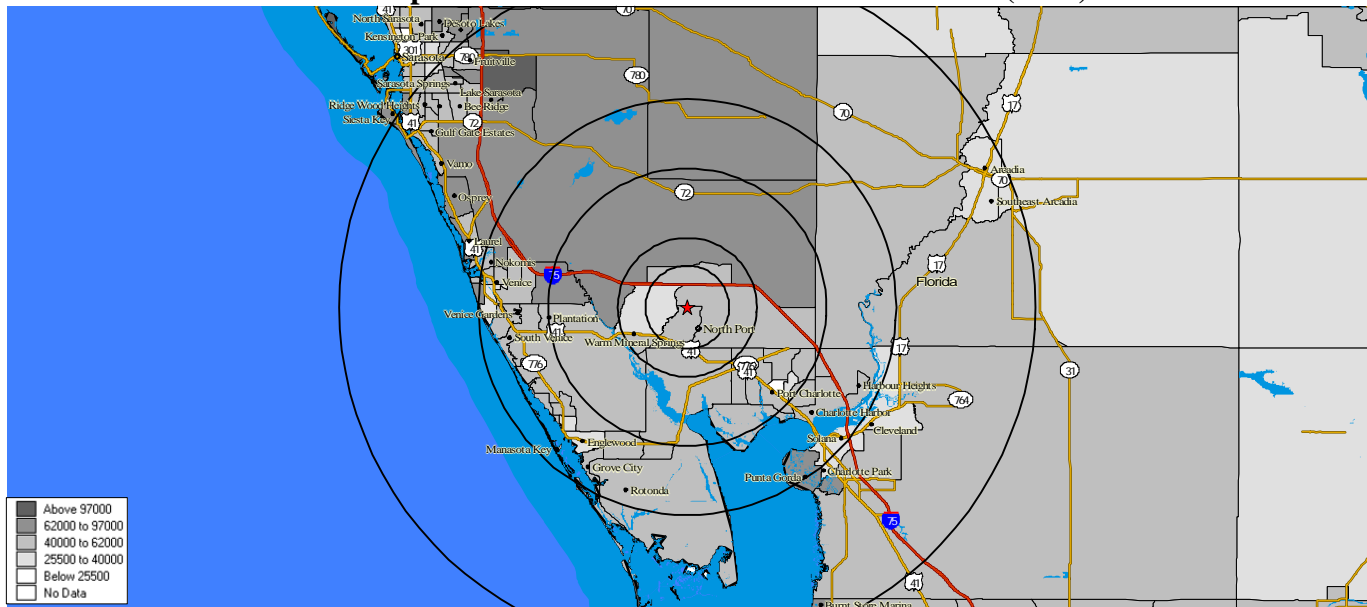 41
North Sarasota
Desoto Lakes
70
Kensington Park
301
Sarasota
780
Fruitville
780
Sarasota Springs
Lake Sarasota
Ridge Wood Heights
Bee Ridge
17
Siesta Key
41
72
70
Gulf Gate Estates
Vamo
Arcadia
70
72
Osprey
Southeast Arcadia
Laurel
41
Nokomis
17
75
Venice
Florida
Venice Gardens
Plantation
41
North Port
South Venice
Warm Mineral Springs
41
17
776
776
41
31
Harbour Heights
Port Charlotte
764
Charlotte Harbor
Cleveland
Englewood
Solana
Manasota Key
Grove City
Charlotte Park
Punta Gorda
Rotonda
75
41
Burnt Store Marina
Above 97000
62000 to 97000
40000 to 62000
25500 to 40000
Below 25500
No Data